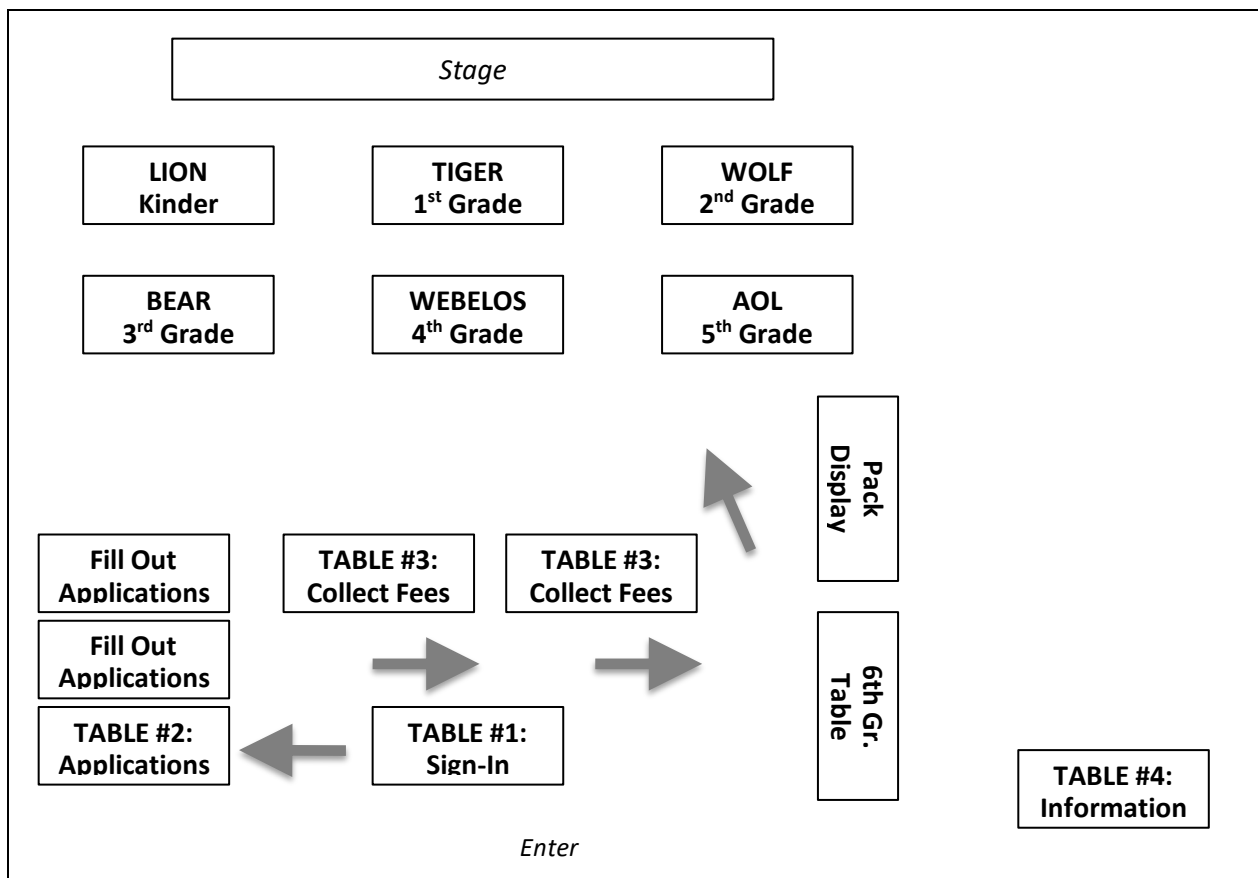 Stage
LION
Kinder
TIGER
1st Grade
WOLF
2nd Grade
BEAR
3rd Grade
WEBELOS
4th Grade
AOL
5th Grade
Pack
Display
Fill Out
Applications
TABLE #3:
Collect Fees
TABLE #3:
Collect Fees
Fill Out
Applications
6th Gr.
Table
TABLE #2:
Applications
TABLE #1:
Sign-In
TABLE #4:
Information
Enter